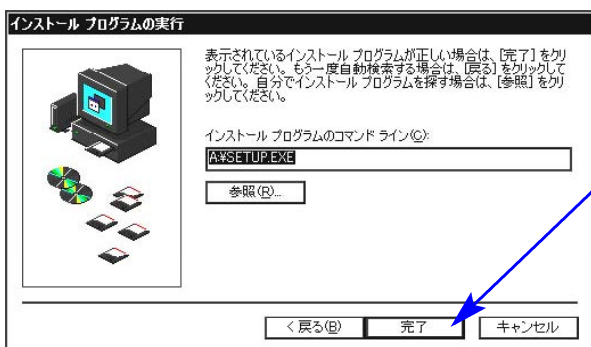 インストール プログラムの実行
表示されているインストール プログラムが正しい場合は、[完了] をクリ
ックしてください。もう一度自動検索する場合は、[戻る] をクリックして
ください。自分でインストール プログラムを探す場合は、[参照] をクリ
ックしてください。
インストール プログラムのコマンド ライン(C):
A:¥SETUP.EXE
参照(R)...
< 戻る(B) 完了 キャンセル